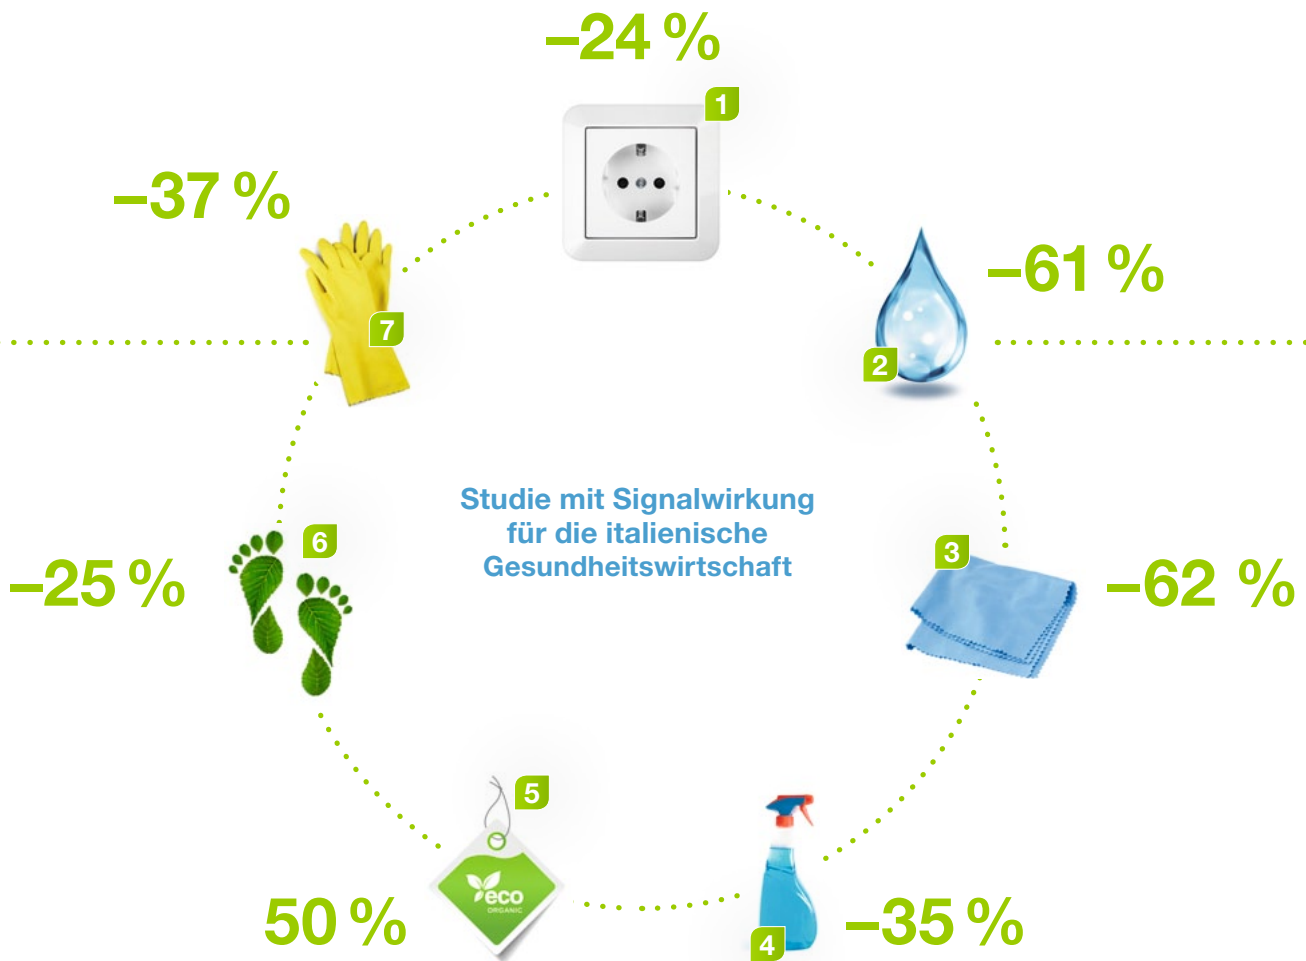 –24 %
1
–37 %
7
–61 %
2
Studie mit Signalwirkung
für die italienische
Gesundheitswirtschaft
6
–25 %
3
–62 %
5
eco
ORGANIC
50 %
4
–35 %